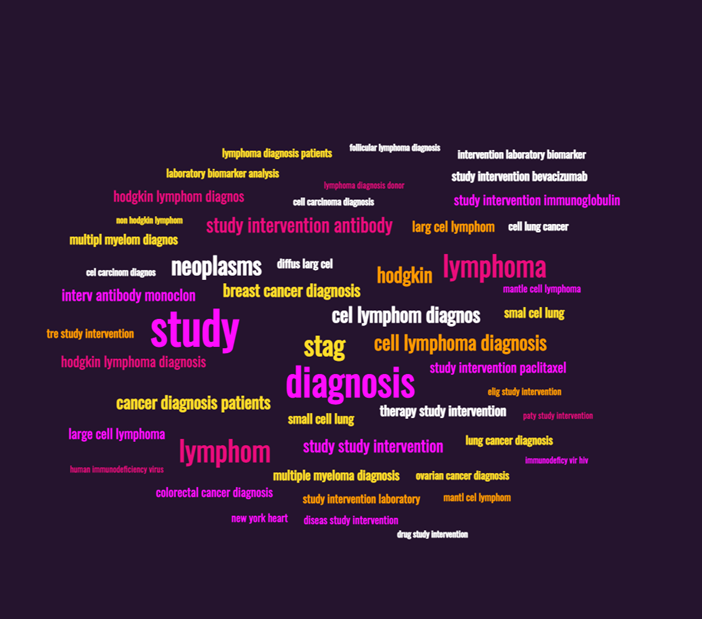 follicular lymphoma diagnosis
lymphoma diagnosis patients
intervention laboratory biomarker
laboratory biomarker analysis
study intervention bevacizumab
lymphoma diagnosis donor
hodgkin lymphom diagnos
cell carcinoma diagnosis
study intervention immunoglobulin
non hodgkin lymphom
study intervention antibody
larg cel lymphom
cell lung cancer
multipl myelom diagnos
neoplasms
diffus larg cel
lymphoma
cel carcinom diagnos
hodgkin
breast cancer diagnosis
mantle cell lymphoma
interv antibody monoclon
cel lymphom diagnos
smal cel lung
study
tre study intervention
stag
cell lymphoma diagnosis
hodgkin lymphoma diagnosis
study intervention paclitaxel
diagnosis
elig study intervention
cancer diagnosis patients
therapy study intervention
paty study intervention
small cell lung
large cell lymphoma
lymphom
study study intervention
lung cancer diagnosis
immunodeficy vir hiv
human immunodeficiency virus
multiple myeloma diagnosis
ovarian cancer diagnosis
colorectal cancer diagnosis
study intervention laboratory
mantl cel lymphom
new york heart
diseas study intervention
drug study intervention